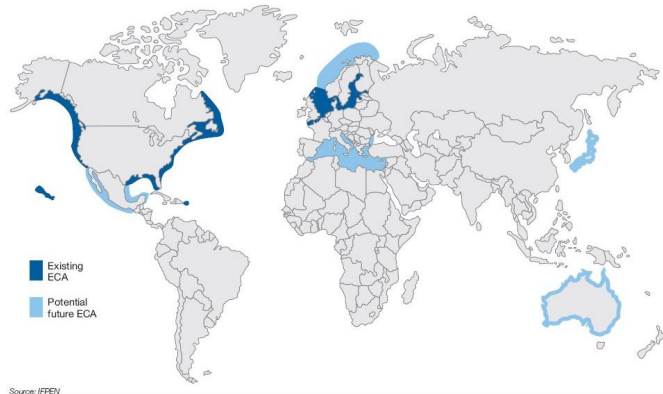 Existing
ECA
Potential
future ECA
Source: IFPEN